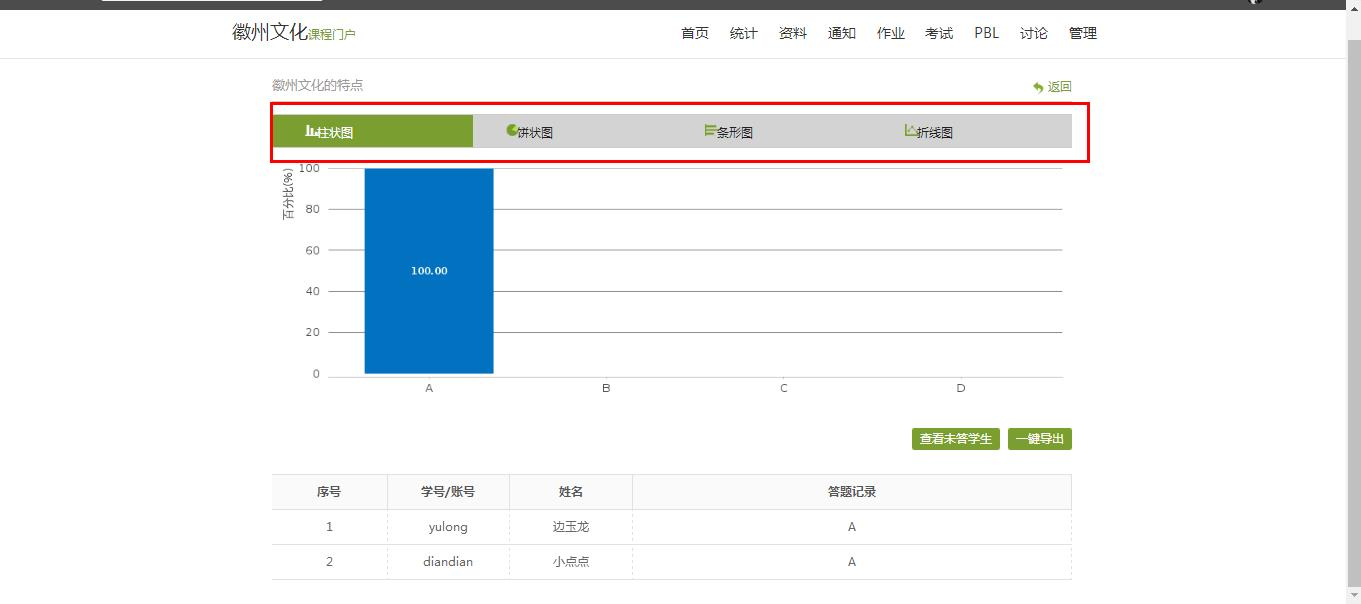 徽州文化课程门户 首页 统计 资料 通知 作业 考试 PBL 讨论 管理
徽州文化的特点 返回
柱状图 饼状图 条形图 折线图
百分比(%)
100
80
60
40
20
0
100.00
A B C D
查看未答学生 一键导出
序号 学号/账号 姓名 答题记录
1 yulong 边玉龙 A
2 diandian 小点点 A